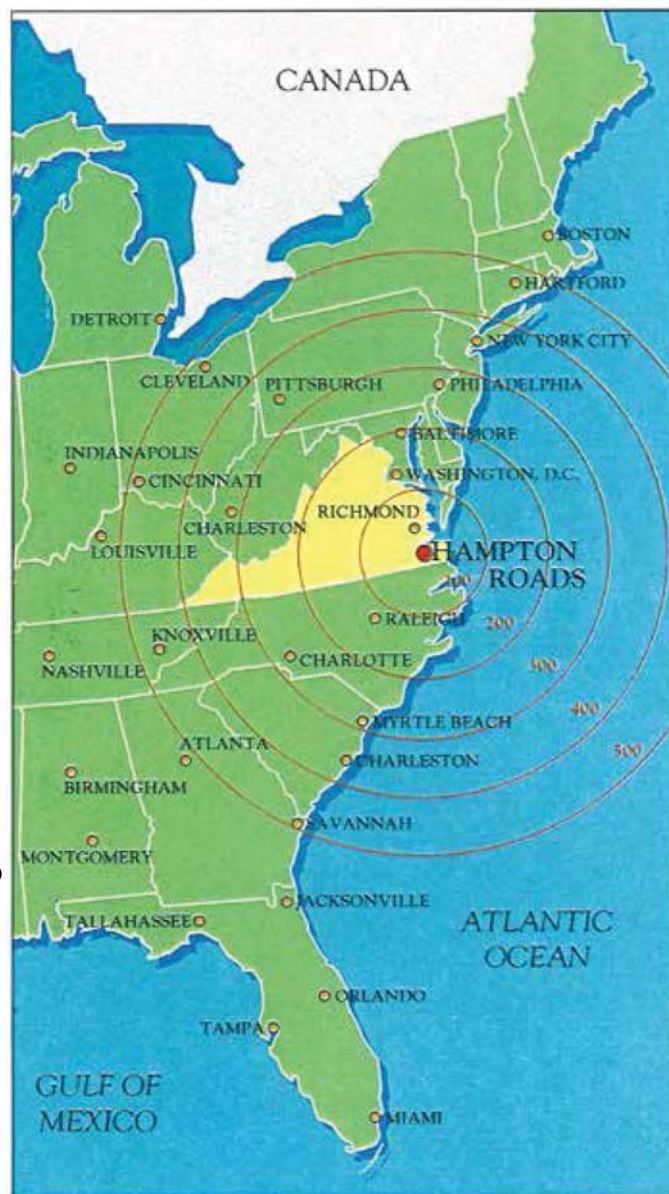 CANADA
BOSTON
HARTFORD
DETROIT
NEW YORK CITY
CLEVELAND
PITTSBURGH
PHILADELPHIA
BALTIMORE
INDIANAPOLIS
WASHINGTON, D.C.
CINCINNATI
CHARLESTON
RICHMOND
LOUISVILLE
HAMPTON
ROADS
100
RALEIGH
200
KNOXVILLE
NASHVILLE
CHARLOTTE
300
400
MYRTLE BEACH
ATLANTA
500
CHARLESTON
BIRMINGHAM
SAVANNAH
MONTGOMERY
JACKSONVILLE
TALLAHASSEE
ATLANTIC
OCEAN
ORLANDO
TAMPA
GULF OF
MEXICO
MIAMI